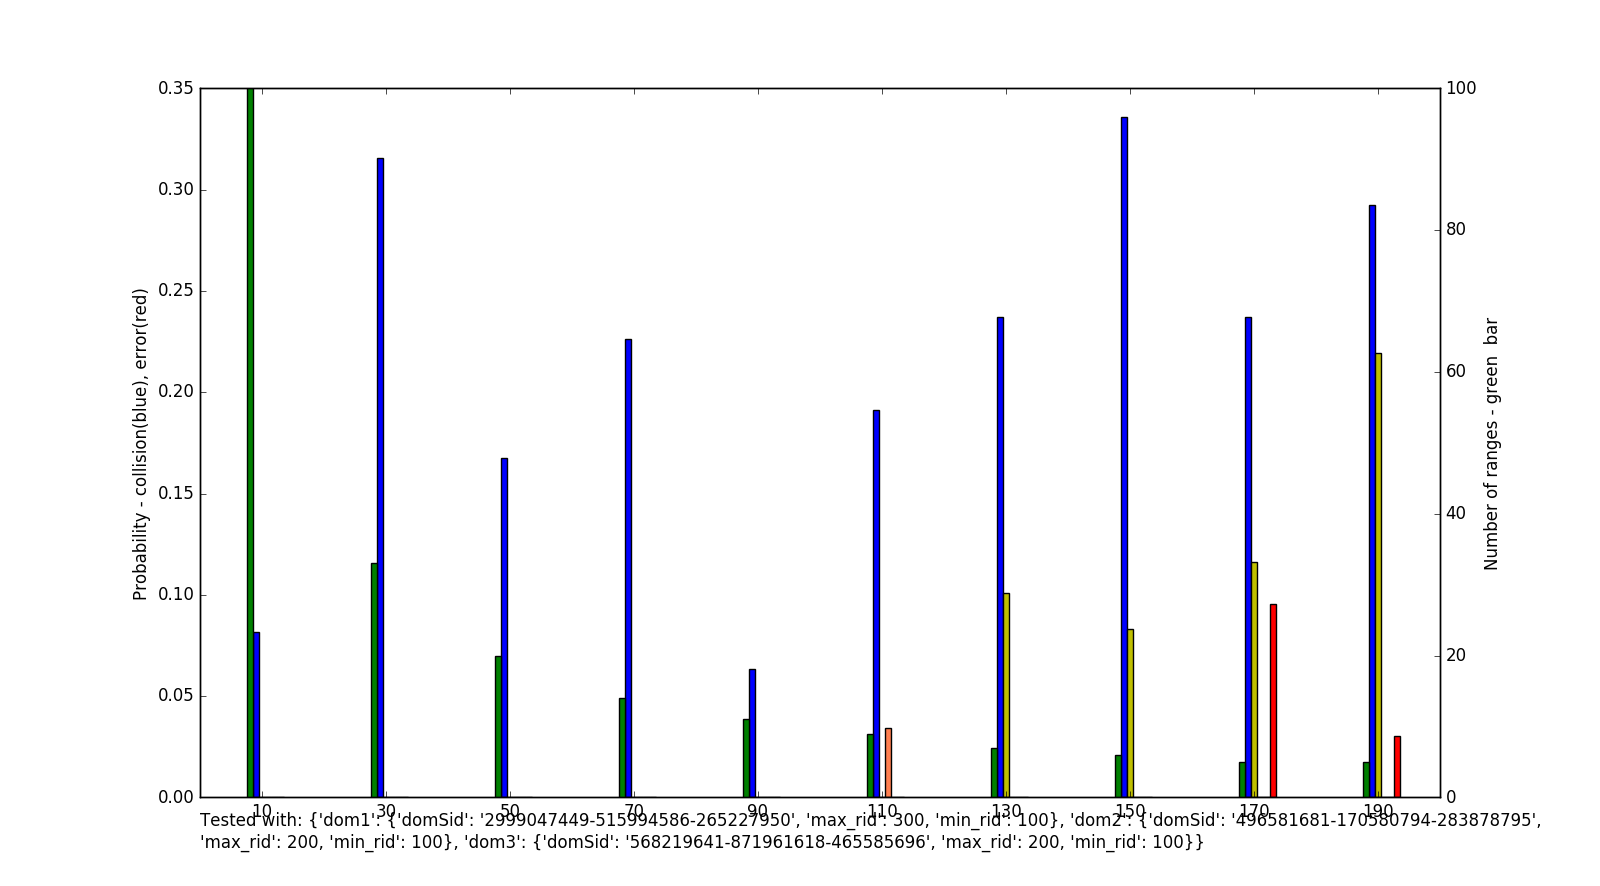 0.35
0.30
0.25
0.20
0.15
0.10
0.05
0.00
Probability - collision(blue), error(red)
100
80
60
40
20
0
Number of ranges - green  bar
10 30 50 70 90 110 130 150 170 190
Tested with: {'dom1': {'domSid': '2999047449-515994586-265227950', 'max_rid': 300, 'min_rid': 100}, 'dom2': {'domSid': '496581681-170580794-283878795',
'max_rid': 200, 'min_rid': 100}, 'dom3': {'domSid': '568219641-871961618-465585696', 'max_rid': 200, 'min_rid': 100}}